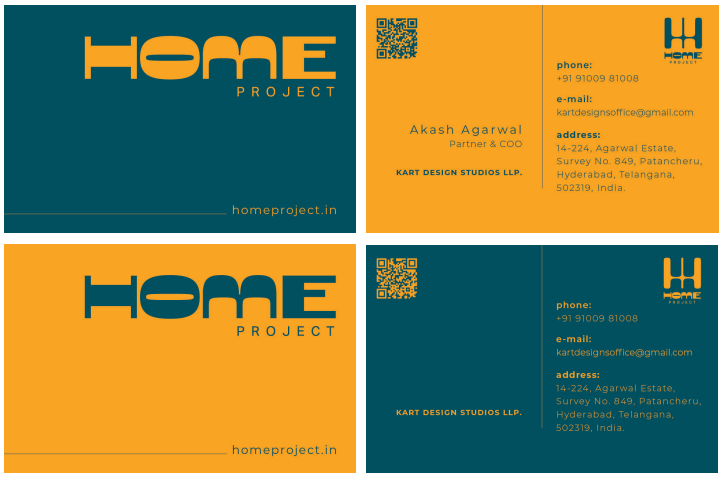 HOME
PROJECT
homeproject.in
HOME
PROJECT
Akash Agarwal
Partner & COO
KART DESIGN STUDIOS LLP.
phone:
+91 91009 81008
e-mail:
kartdesignsoffice@gmail.com
address:
14-224, Agarwal Estate,
Survey No. 849, Patancheru,
Hyderabad, Telangana,
502319, India.
HOME
PROJECT
homeproject.in
HOME
PROJECT
KART DESIGN STUDIOS LLP.
phone:
+91 91009 81008
e-mail:
kartdesignsoffice@gmail.com
address:
14-224, Agarwal Estate,
Survey No. 849, Patancheru,
Hyderabad, Telangana,
502319, India.